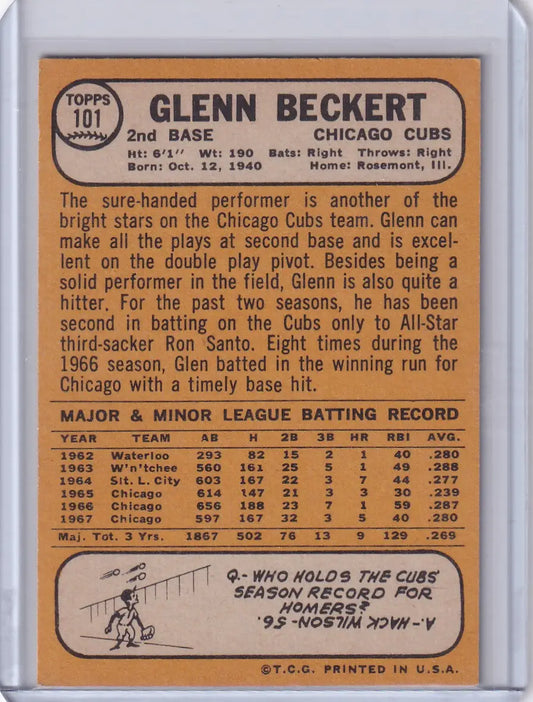 TOPPS
101
GLENN BECKERT
2nd BASE CHICAGO CUBS
Ht: 6'1" Wt: 190 Bats: Right Throws: Right
Born: Oct. 12, 1940 Home: Rosemont, Ill.
The sure-handed performer is another of the
bright stars on the Chicago Cubs team. Glenn can
make all the plays at second base and is excel-
lent on the double play pivot. Besides being a
solid performer in the field, Glenn is also quite a
hitter. For the past two seasons, he has been
second in batting on the Cubs only to All-Star
third-sacker Ron Santo. Eight times during the
1966 season, Glen batted in the winning run for
Chicago with a timely base hit.
MAJOR & MINOR LEAGUE BATTING RECORD
YEAR TEAM AB H 2B 3B HR RBI AVG.
1962 Waterloo 293 82 15 2 1 40 .280
1963 W'n'tchee 560 161 25 5 1 49 .288
1964 Slt. L. City 603 167 22 3 7 44 .277
1965 Chicago 614 147 21 3 3 30 .239
1966 Chicago 656 188 23 7 1 59 .287
1967 Chicago 597 167 32 3 5 40 .280
Maj. Tot. 3 Yrs. 1867 502 76 13 9 129 .269
Q.- WHO HOLDS THE CUBS'
SEASON RECORD FOR
HOMERS?
A.- HACK WILSON-56.
©T.C.G. PRINTED IN U.S.A.